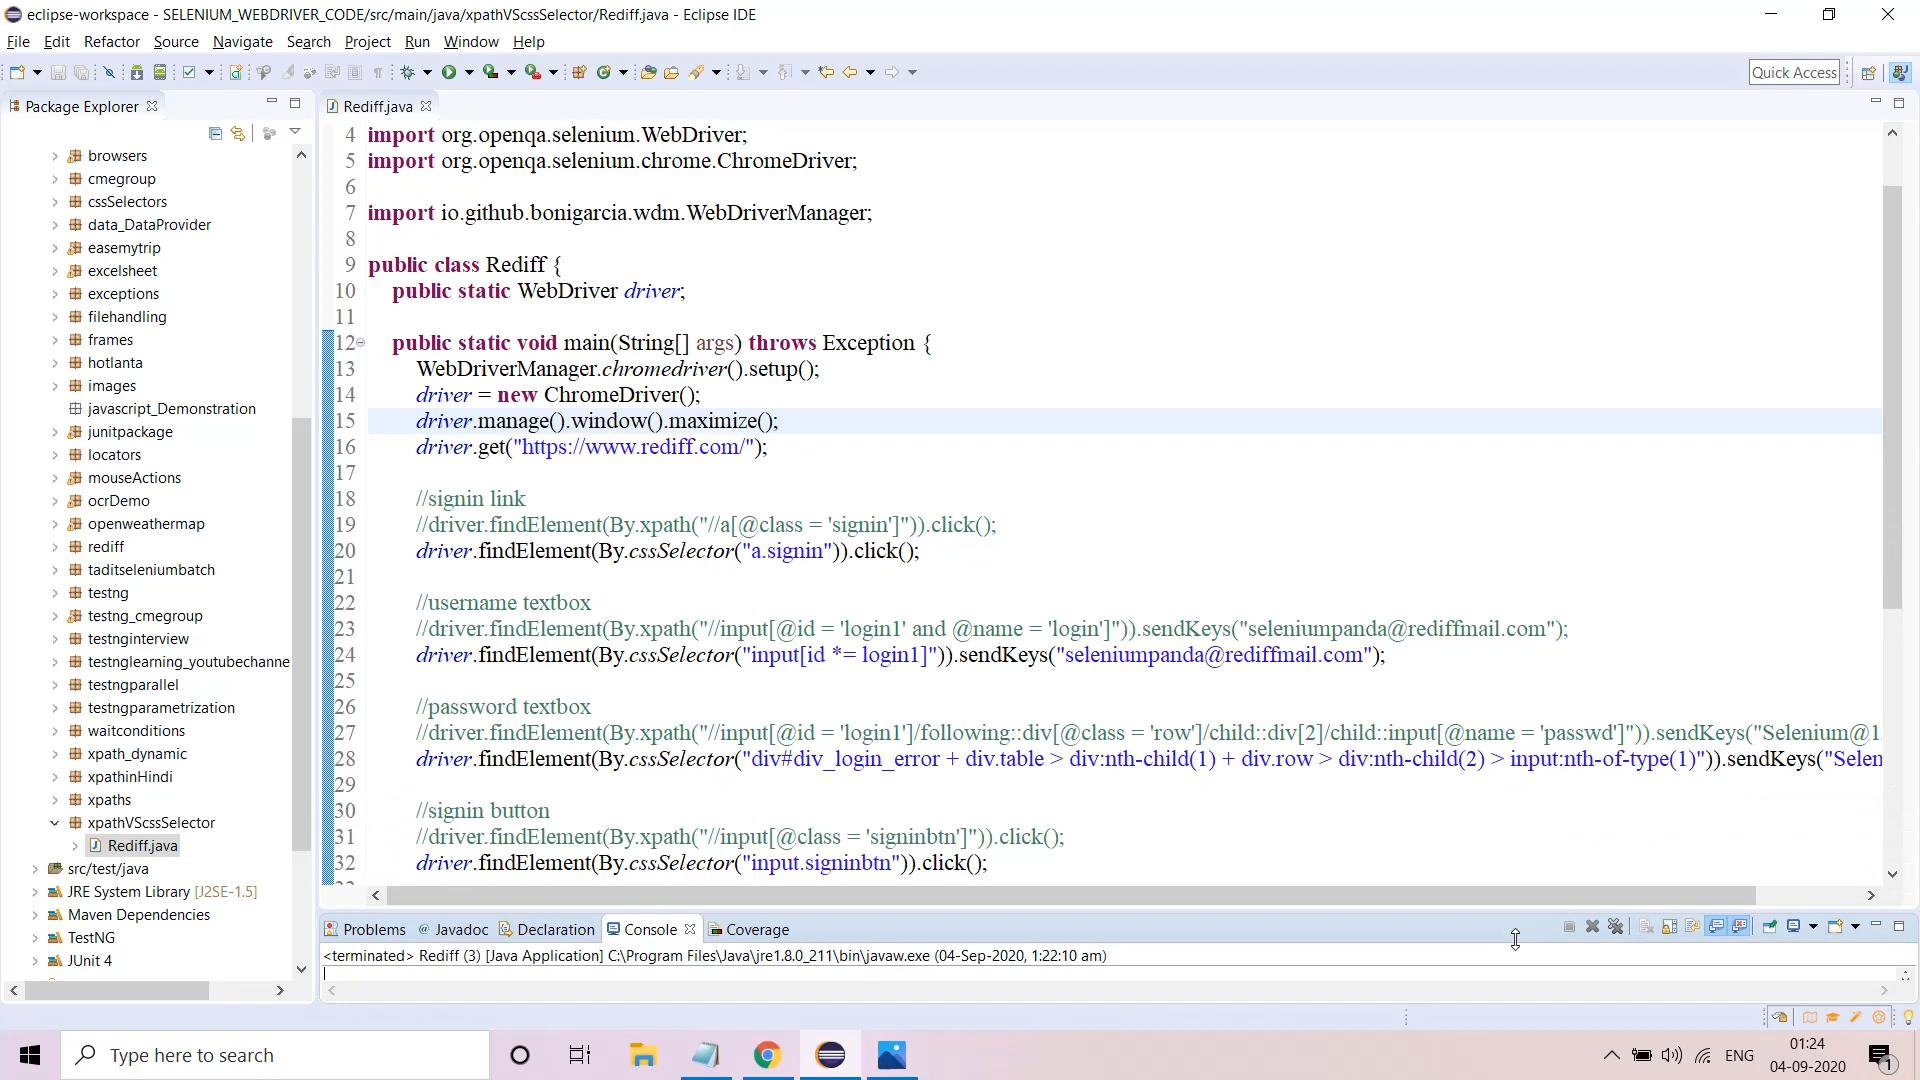 eclipse-workspace - SELENIUM_WEBDRIVER_CODE/src/main/java/xpathVScssSelector/Rediff.java - Eclipse IDE
File Edit Refactor Source Navigate Search Project Run Window Help
Quick Access
Package Explorer
browsers
cmegroup
cssSelectors
data_DataProvider
easemytrip
excelsheet
exceptions
filehandling
frames
hotlanta
images
javascript_Demonstration
junitpackage
locators
mouseActions
ocrDemo
openweathermap
rediff
taditseleniumbatch
testng
testng_cmegroup
testnginterview
testnglearning_youtubechanne
testngparallel
testngparametrization
waitconditions
xpath_dynamic
xpathinHindi
xpaths
xpathVScssSelector
Rediff.java
src/test/java
JRE System Library [J2SE-1.5]
Maven Dependencies
TestNG
JUnit 4
Rediff.java
4 import org.openqa.selenium.WebDriver;
5 import org.openqa.selenium.chrome.ChromeDriver;
6
7 import io.github.bonigarcia.wdm.WebDriverManager;
8
9 public class Rediff {
10 public static WebDriver driver;
11
12 public static void main(String[] args) throws Exception {
13 WebDriverManager.chromedriver().setup();
14 driver = new ChromeDriver();
15 driver.manage().window().maximize();
16 driver.get("https://www.rediff.com/");
17
18 //signin link
19 //driver.findElement(By.xpath("//a[@class = 'signin']")).click();
20 driver.findElement(By.cssSelector("a.signin")).click();
21
22 //username textbox
23 //driver.findElement(By.xpath("//input[@id = 'login1' and @name = 'login']")).sendKeys("seleniumpanda@rediffmail.com");
24 driver.findElement(By.cssSelector("input[id *= login1]")).sendKeys("seleniumpanda@rediffmail.com");
25
26 //password textbox
27 //driver.findElement(By.xpath("//input[@id = 'login1']/following::div[@class = 'row']/child::div[2]/child::input[@name = 'passwd']")).sendKeys("Selenium@1
28 driver.findElement(By.cssSelector("div#div_login_error + div.table > div:nth-child(1) + div.row > div:nth-child(2) > input:nth-of-type(1)")).sendKeys("Selen
29
30 //signin button
31 //driver.findElement(By.xpath("//input[@class = 'signinbtn']")).click();
32 driver.findElement(By.cssSelector("input.signinbtn")).click();
Problems @ Javadoc Declaration Console Coverage
<terminated> Rediff (3) [Java Application] C:\Program Files\Java\jre1.8.0_211\bin\javaw.exe (04-Sep-2020, 1:22:10 am)
Type here to search
ENG
01:24
04-09-2020
1